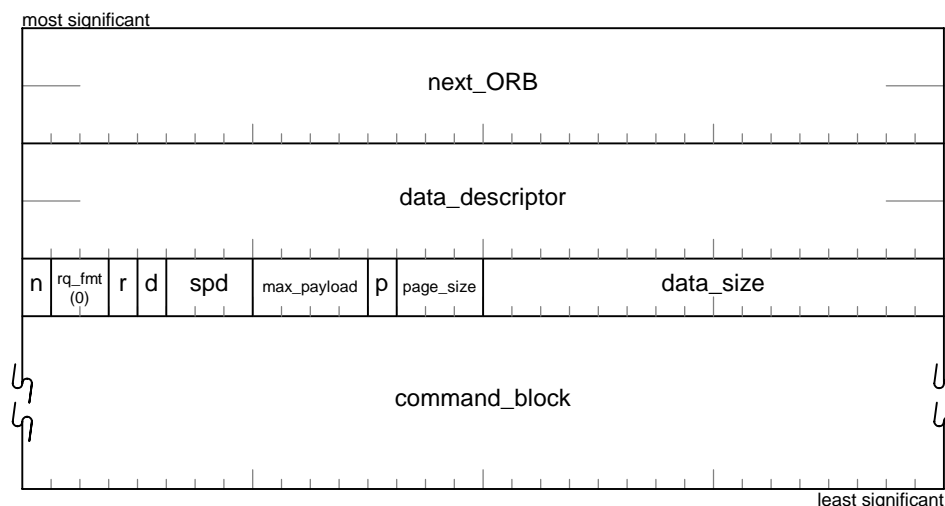 most significant
next_ORB
data_descriptor
n rq_fmt r d spd max_payload p page_size data_size
(0)
command_block
least significant